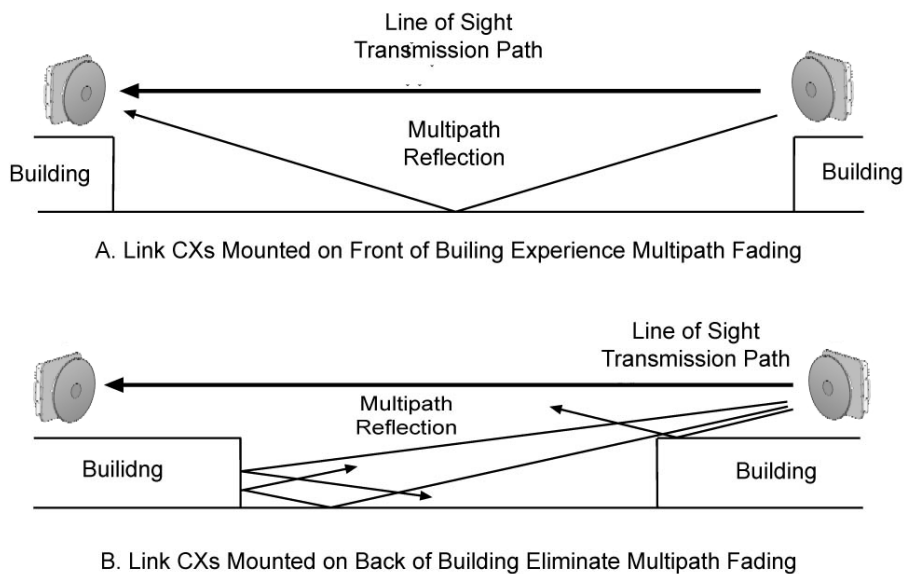 Line of Sight
Transmission Path
Multipath
Reflection
Building
Building
A. Link CXs Mounted on Front of Builing Experience Multipath Fading
Line of Sight
Transmission Path
Multipath
Reflection
Builidng
Building
B. Link CXs Mounted on Back of Building Eliminate Multipath Fading